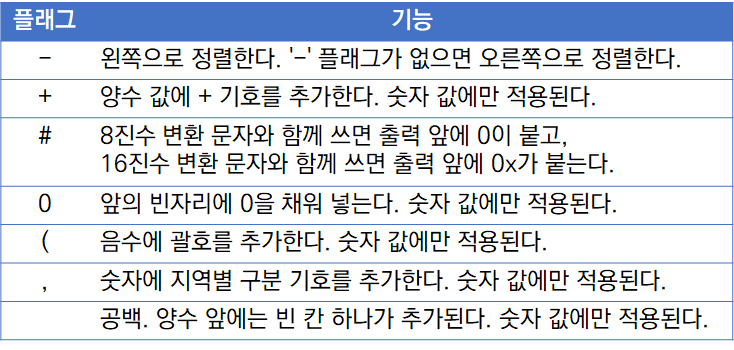 플래그 기능
- 왼쪽으로 정렬한다. '-' 플래그가 없으면 오른쪽으로 정렬한다.
+ 양수 값에 + 기호를 추가한다. 숫자 값에만 적용된다.
# 8진수 변환 문자와 함께 쓰면 출력 앞에 0이 붙고,
16진수 변환 문자와 함께 쓰면 출력 앞에 0x가 붙는다.
0 앞의 빈자리에 0을 채워 넣는다. 숫자 값에만 적용된다.
( 음수에 괄호를 추가한다. 숫자 값에만 적용된다.
, 숫자에 지역별 구분 기호를 추가한다. 숫자 값에만 적용된다.
공백. 양수 앞에는 빈 칸 하나가 추가된다. 숫자 값에만 적용된다.